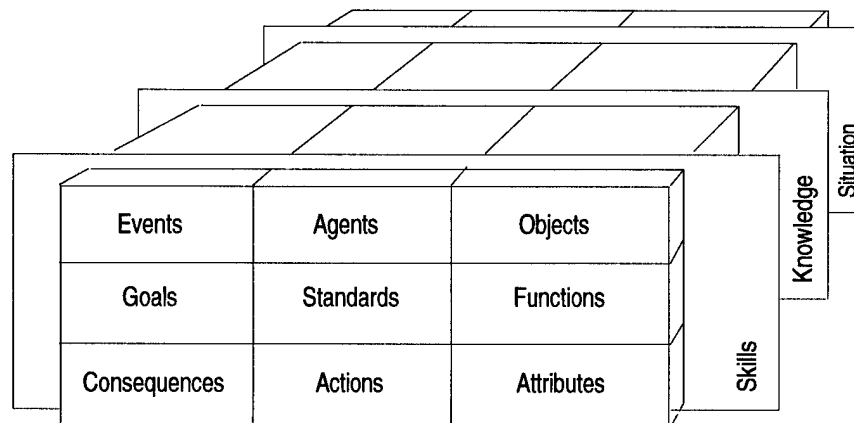 Events Agents Objects
Goals Standards Functions
Consequences Actions Attributes
Skills
Knowledge
Situation